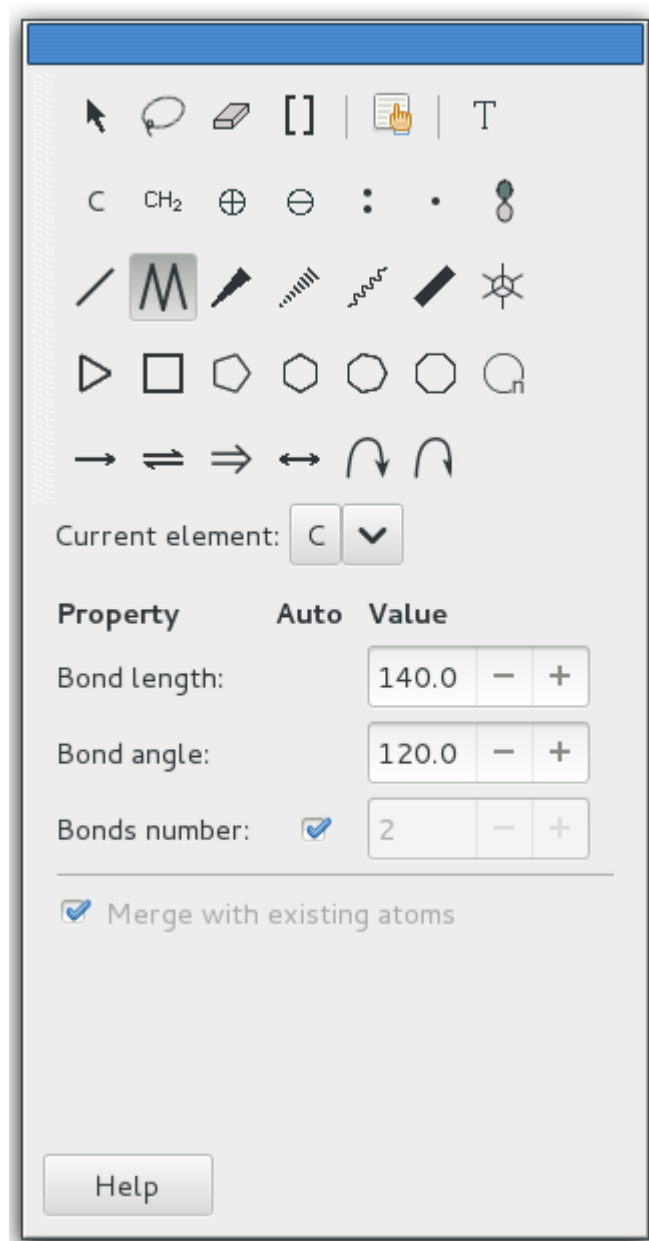 [ ] T
C CH₂
n
Current element: C
Property Auto Value
Bond length: 140.0 − +
Bond angle: 120.0 − +
Bonds number: 2 − +
Merge with existing atoms
Help